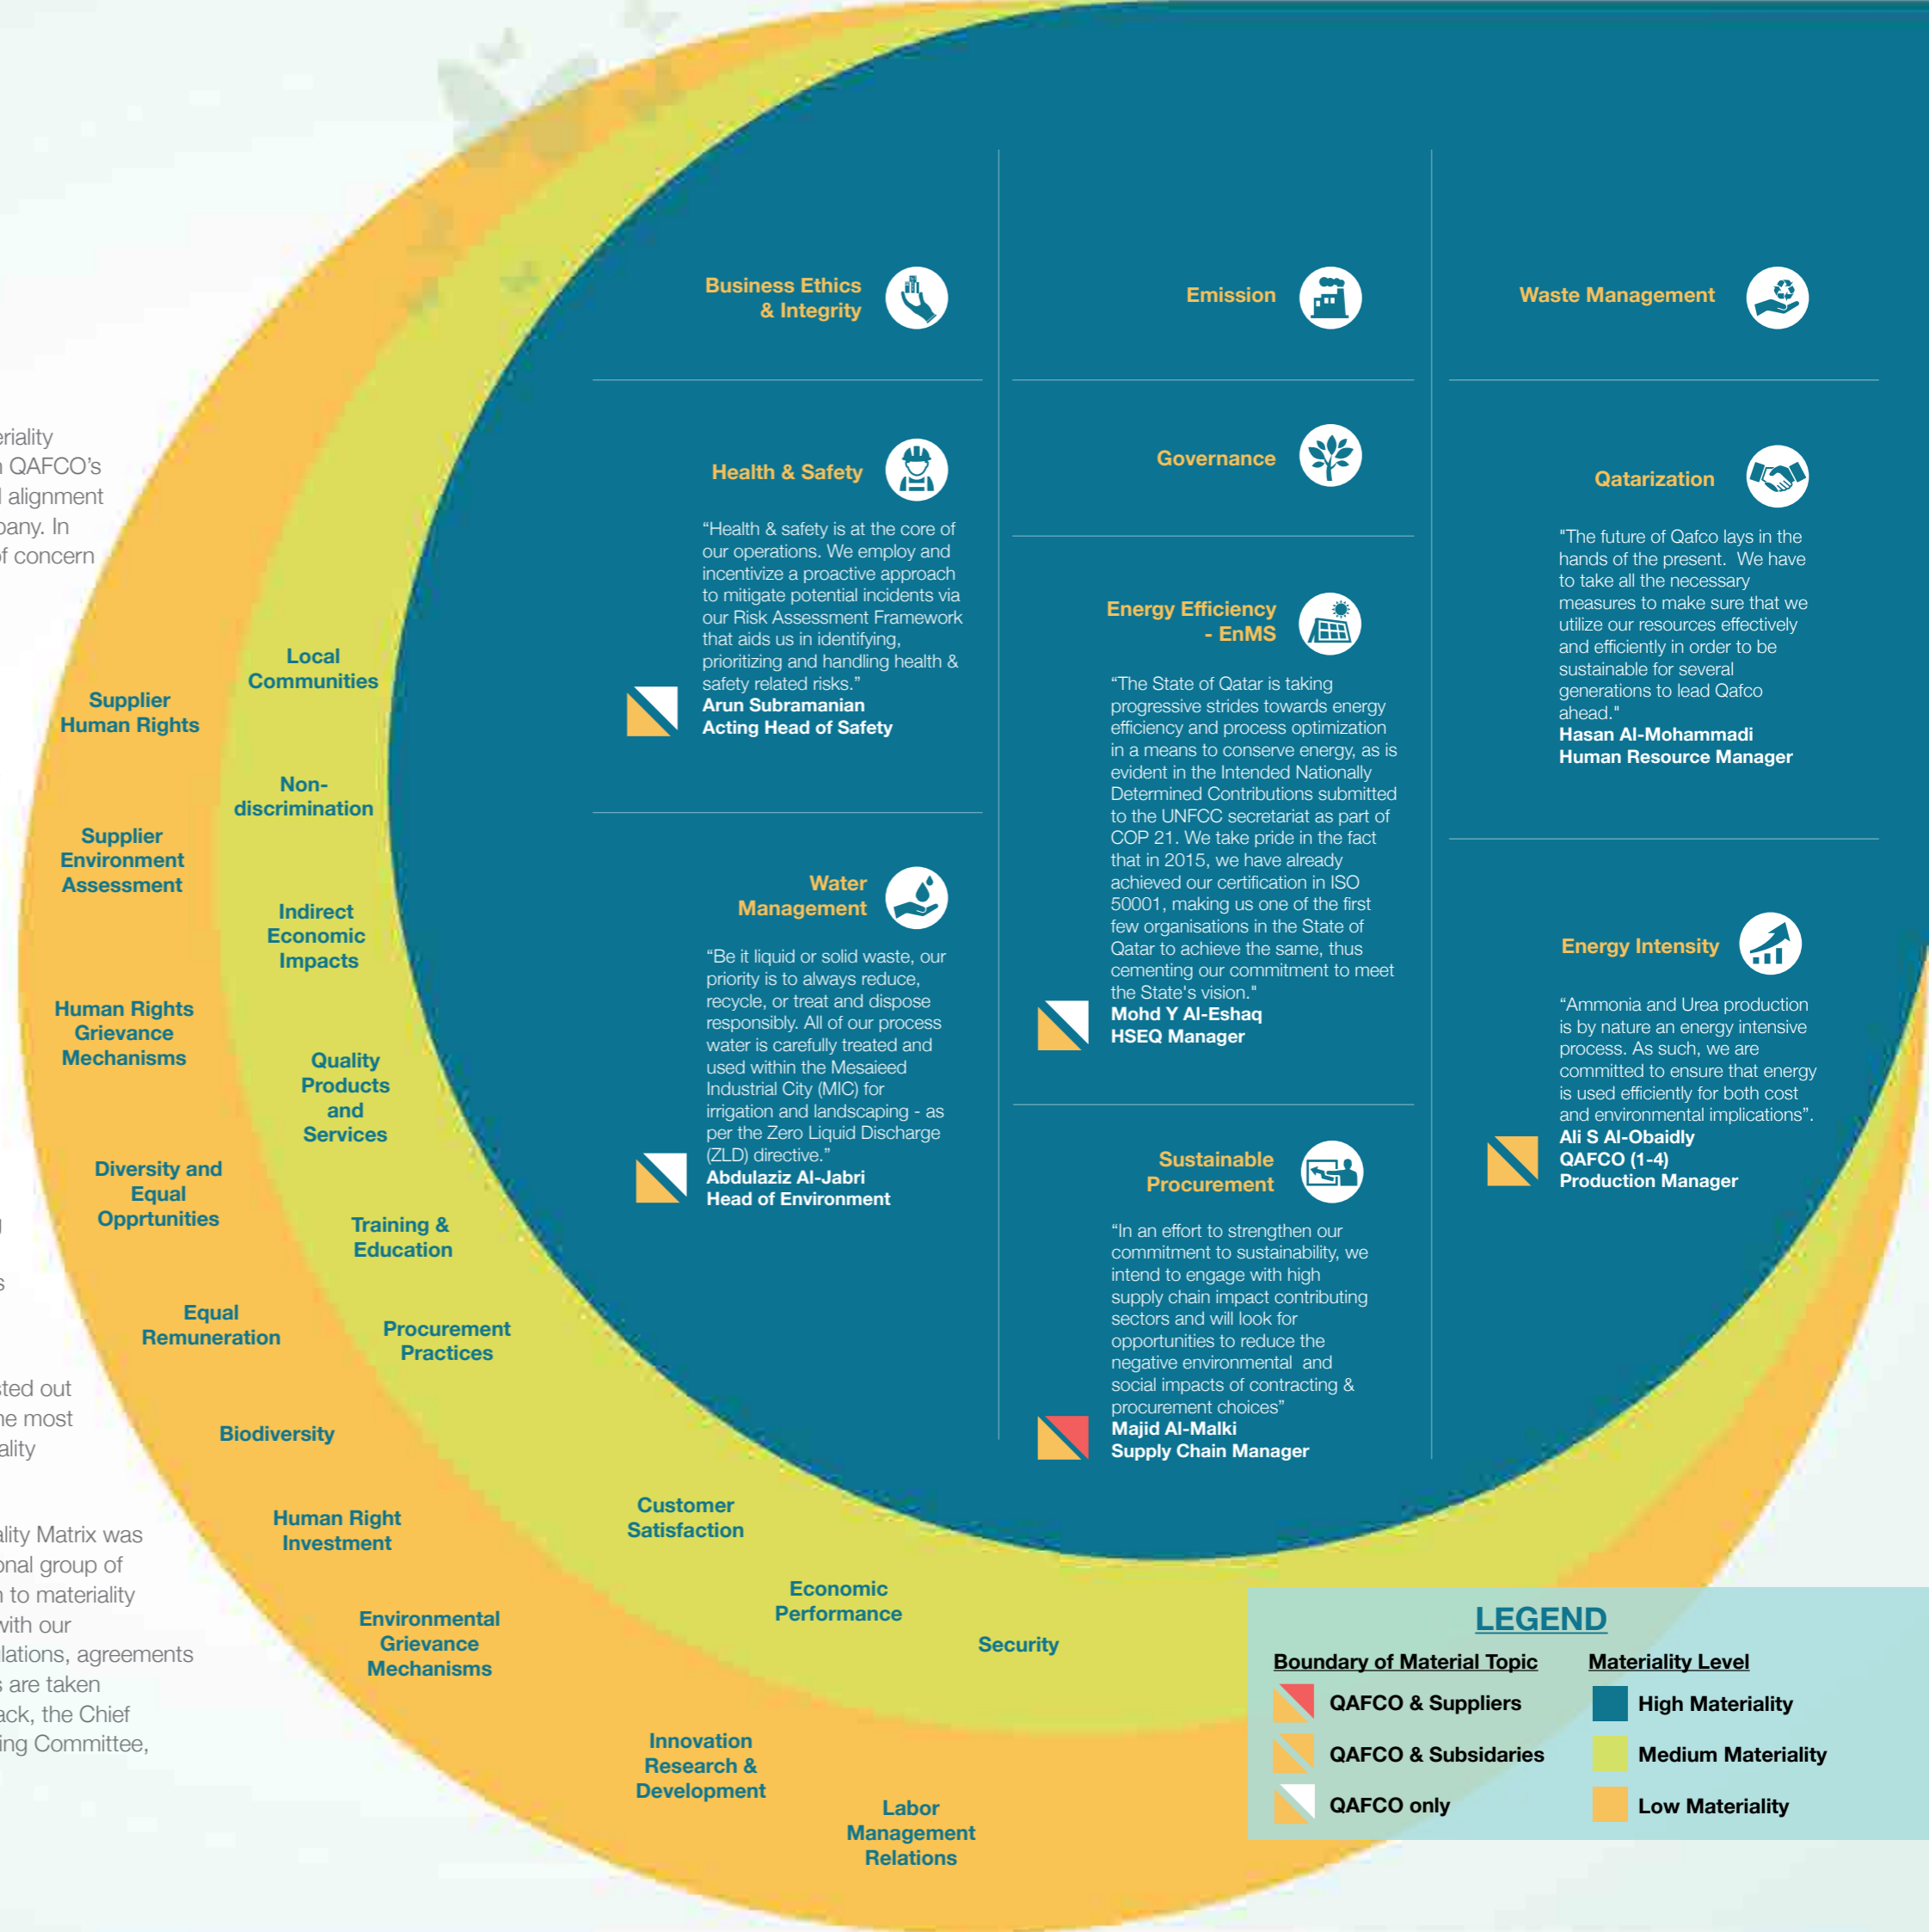 eriality
n QAFCO's
l alignment
pany. In
of concern
s
sted out
he most
ality
ality Matrix was
onal group of
n to materiality
with our
lations, agreements
s are taken
ack, the Chief
ing Committee,
Supplier
Human Rights
Supplier
Environment
Assessment
Human Rights
Grievance
Mechanisms
Diversity and
Equal
Opprtunities
Equal
Remuneration
Biodiversity
Human Right
Investment
Environmental
Grievance
Mechanisms
Innovation
Research &
Development
Labor
Management
Relations
Local
Communities
Non-
discrimination
Indirect
Economic
Impacts
Quality
Products
and
Services
Training &
Education
Procurement
Practices
Customer
Satisfaction
Economic
Performance
Security
Business Ethics
& Integrity
Health & Safety
“Health & safety is at the core of
our operations. We employ and
incentivize a proactive approach
to mitigate potential incidents via
our Risk Assessment Framework
that aids us in identifying,
prioritizing and handling health &
safety related risks.”
Arun Subramanian
Acting Head of Safety
Water
Management
“Be it liquid or solid waste, our
priority is to always reduce,
recycle, or treat and dispose
responsibly. All of our process
water is carefully treated and
used within the Mesaieed
Industrial City (MIC) for
irrigation and landscaping - as
per the Zero Liquid Discharge
(ZLD) directive.”
Abdulaziz Al-Jabri
Head of Environment
Emission
Governance
Energy Efficiency
- EnMS
“The State of Qatar is taking
progressive strides towards energy
efficiency and process optimization
in a means to conserve energy, as is
evident in the Intended Nationally
Determined Contributions submitted
to the UNFCC secretariat as part of
COP 21. We take pride in the fact
that in 2015, we have already
achieved our certification in ISO
50001, making us one of the first
few organisations in the State of
Qatar to achieve the same, thus
cementing our commitment to meet
the State's vision."
Mohd Y Al-Eshaq
HSEQ Manager
Sustainable
Procurement
“In an effort to strengthen our
commitment to sustainability, we
intend to engage with high
supply chain impact contributing
sectors and will look for
opportunities to reduce the
negative environmental  and
social impacts of contracting &
procurement choices”
Majid Al-Malki
Supply Chain Manager
Waste Management
Qatarization
"The future of Qafco lays in the
hands of the present.  We have
to take all the necessary
measures to make sure that we
utilize our resources effectively
and efficiently in order to be
sustainable for several
generations to lead Qafco
ahead."
Hasan Al-Mohammadi
Human Resource Manager
Energy Intensity
“Ammonia and Urea production
is by nature an energy intensive
process. As such, we are
committed to ensure that energy
is used efficiently for both cost
and environmental implications”.
Ali S Al-Obaidly
QAFCO (1-4)
Production Manager
LEGEND
Boundary of Material Topic
QAFCO & Suppliers
QAFCO & Subsidaries
QAFCO only
Materiality Level
High Materiality
Medium Materiality
Low Materiality